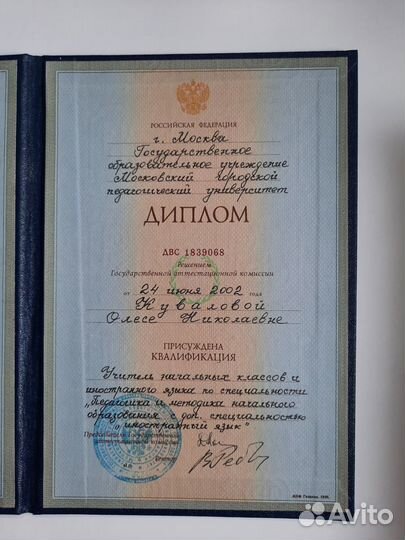 РОССИЙСКАЯ ФЕДЕРАЦИЯ
г. Москва
Государственное
образовательное учреждение
Московский городской
педагогический университет
ДИПЛОМ
ДВС 1839068
Решением
Государственной аттестационной комиссии
от 24 июня 2002 года
Куваловой
Олесе Николаевне
ПРИСУЖДЕНА
КВАЛИФИКАЦИЯ
Учитель начальных классов и
иностранного языка по специальности
„Педагогика и методика начального
образования с доп. специальностью
„иностранный язык"
Председатель Государственной
аттестационной комиссии
Ректор
Avito